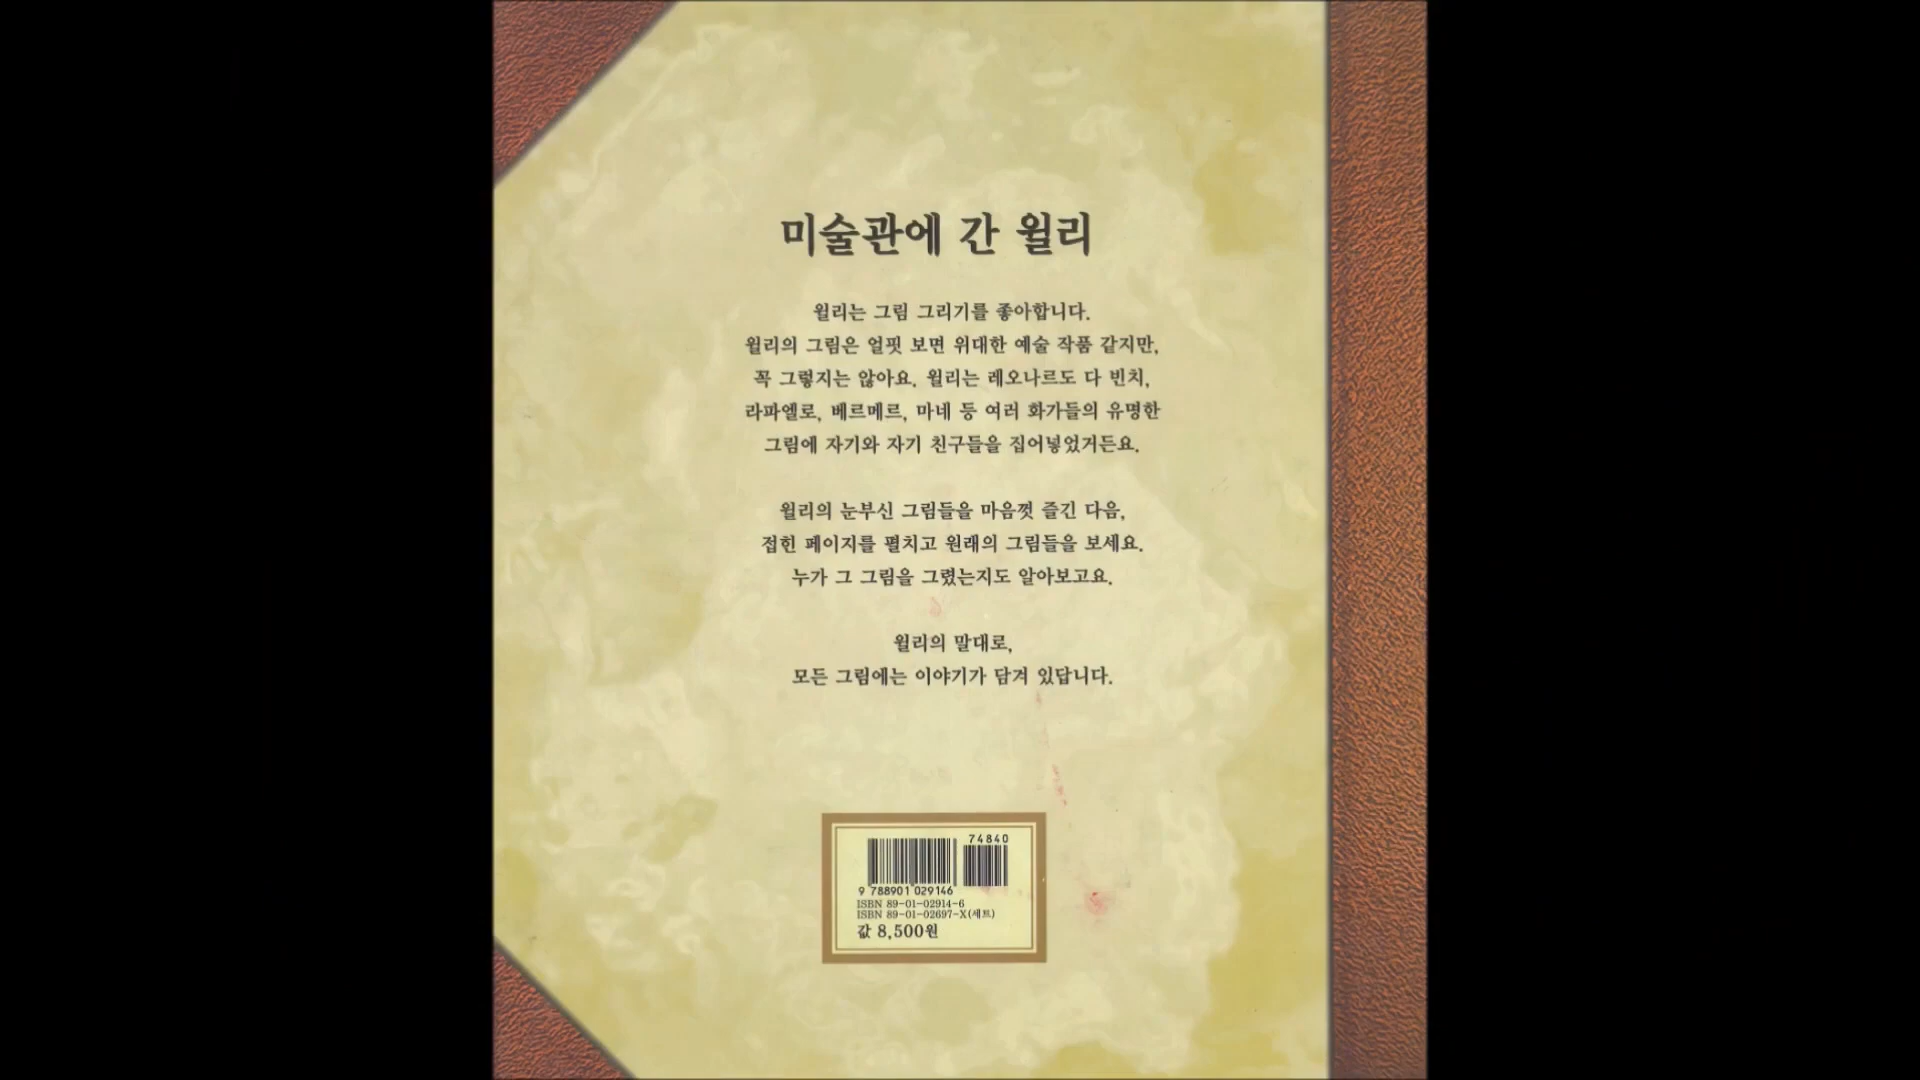 미술관에 간 윌리
윌리는 그림 그리기를 좋아합니다.
윌리의 그림은 얼핏 보면 위대한 예술 작품 같지만,
꼭 그렇지는 않아요. 윌리는 레오나르도 다 빈치,
라파엘로, 베르메르, 마네 등 여러 화가들의 유명한
그림에 자기와 자기 친구들을 집어넣었거든요.
윌리의 눈부신 그림들을 마음껏 즐긴 다음,
접힌 페이지를 펼치고 원래의 그림들을 보세요.
누가 그 그림을 그렸는지도 알아보고요.
윌리의 말대로,
모든 그림에는 이야기가 담겨 있답니다.
74840
9 788901 029146
ISBN 89-01-02914-6
ISBN 89-01-02697-X(세트)
값 8,500원